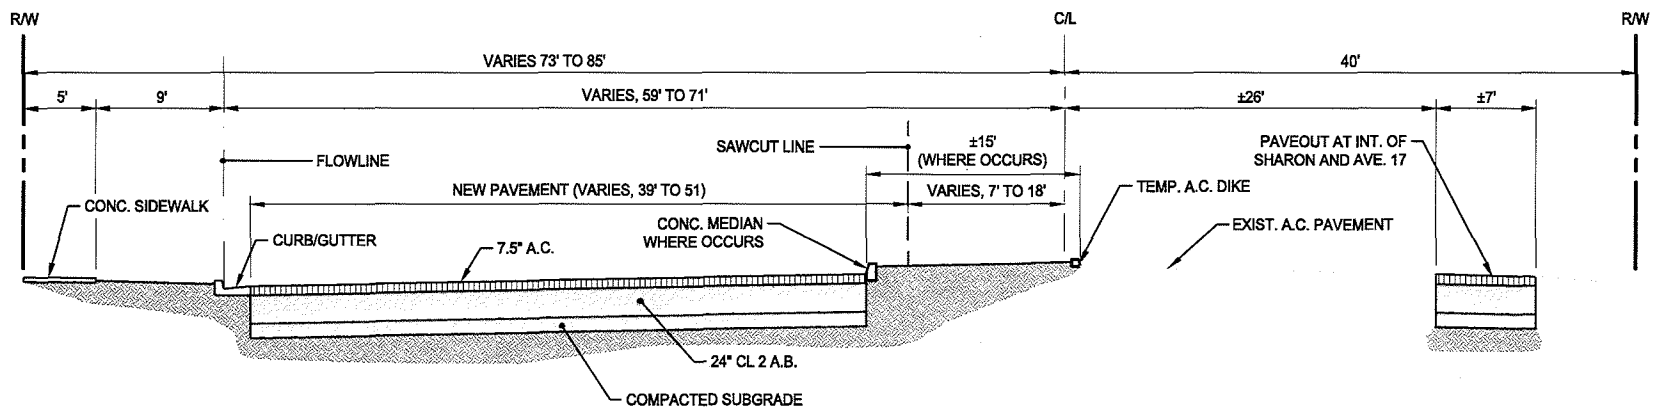 R/W
C/L
R/W
VARIES 73' TO 85'
40'
5'
9'
VARIES, 59' TO 71'
±26'
±7'
FLOWLINE
SAWCUT LINE
±15'
(WHERE OCCURS)
PAVEOUT AT INT. OF
SHARON AND AVE. 17
NEW PAVEMENT (VARIES, 39' TO 51)
VARIES, 7' TO 18'
TEMP. A.C. DIKE
CONC. SIDEWALK
CURB/GUTTER
7.5" A.C.
CONC. MEDIAN
WHERE OCCURS
EXIST. A.C. PAVEMENT
24" CL 2 A.B.
COMPACTED SUBGRADE